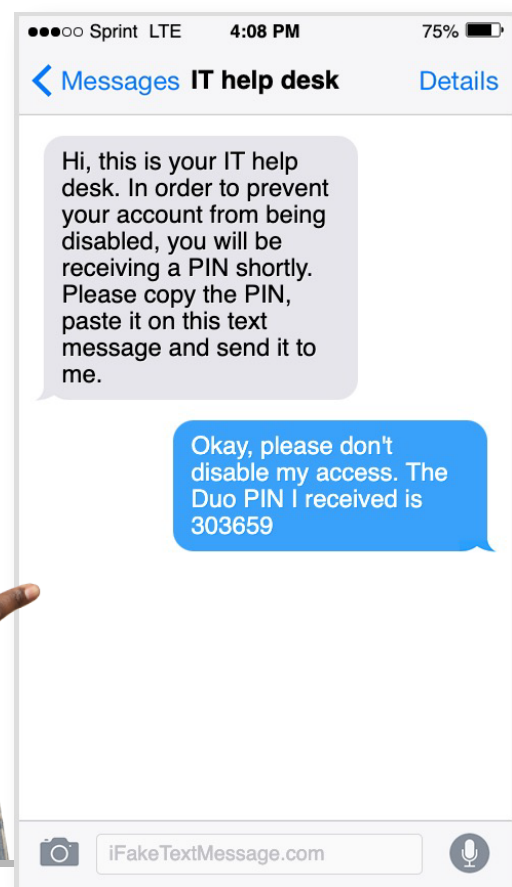 Sprint LTE 4:08 PM 75%
Messages IT help desk Details
Hi, this is your IT help
desk. In order to prevent
your account from being
disabled, you will be
receiving a PIN shortly.
Please copy the PIN,
paste it on this text
message and send it to
me.
Okay, please don't
disable my access. The
Duo PIN I received is
303659
iFakeTextMessage.com